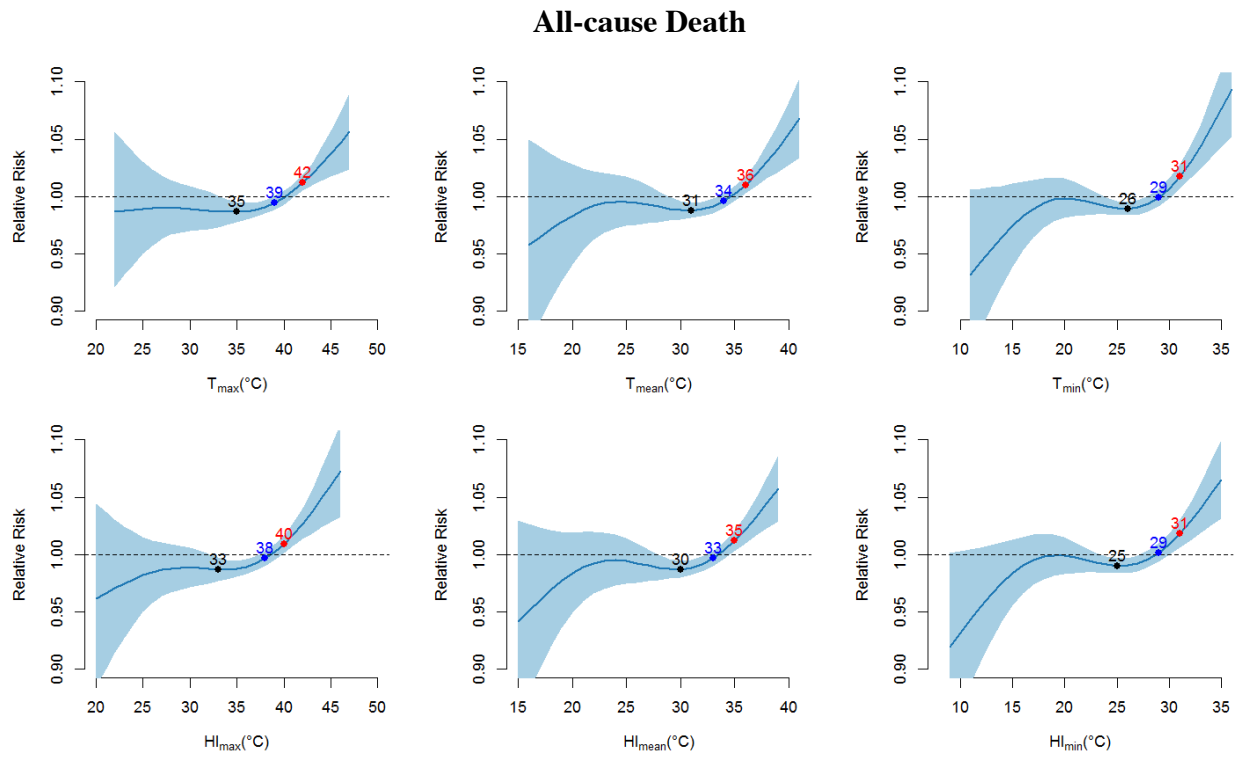 All-cause Death
Relative Risk
0.90 0.95 1.00 1.05 1.10
35 39 42
20 25 30 35 40 45 50
Tmax(°C)
Relative Risk
0.90 0.95 1.00 1.05 1.10
31 34 36
15 20 25 30 35 40
Tmean(°C)
Relative Risk
0.90 0.95 1.00 1.05 1.10
26 29 31
10 15 20 25 30 35
Tmin(°C)
Relative Risk
0.90 0.95 1.00 1.05 1.10
33 38 40
20 25 30 35 40 45 50
HImax(°C)
Relative Risk
0.90 0.95 1.00 1.05 1.10
30 33 35
15 20 25 30 35 40
HImean(°C)
Relative Risk
0.90 0.95 1.00 1.05 1.10
25 29 31
10 15 20 25 30 35
HImin(°C)